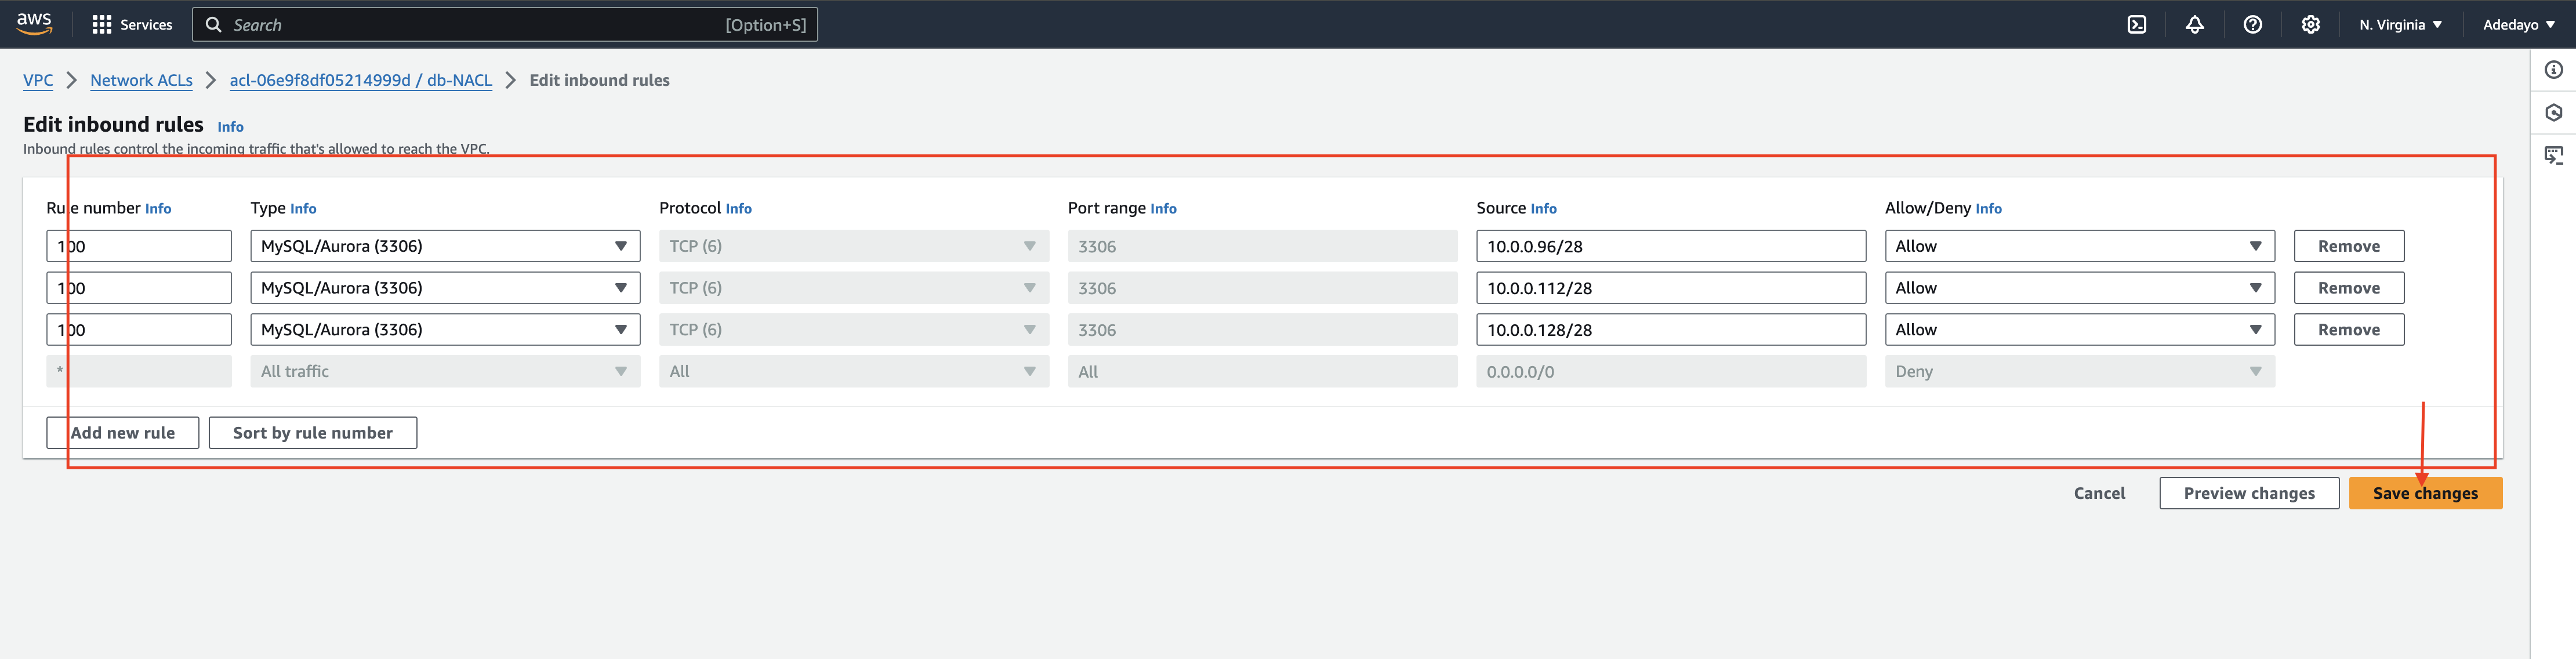 aws Services Search [Option+S] N. Virginia Adedayo
VPC Network ACLs acl-06e9f8df05214999d / db-NACL Edit inbound rules
Edit inbound rules Info
Inbound rules control the incoming traffic that's allowed to reach the VPC.
Rule number Info Type Info Protocol Info Port range Info Source Info Allow/Deny Info
100 MySQL/Aurora (3306) TCP (6) 3306 10.0.0.96/28 Allow Remove
100 MySQL/Aurora (3306) TCP (6) 3306 10.0.0.112/28 Allow Remove
100 MySQL/Aurora (3306) TCP (6) 3306 10.0.0.128/28 Allow Remove
* All traffic All All 0.0.0.0/0 Deny
Add new rule Sort by rule number
Cancel Preview changes Save changes